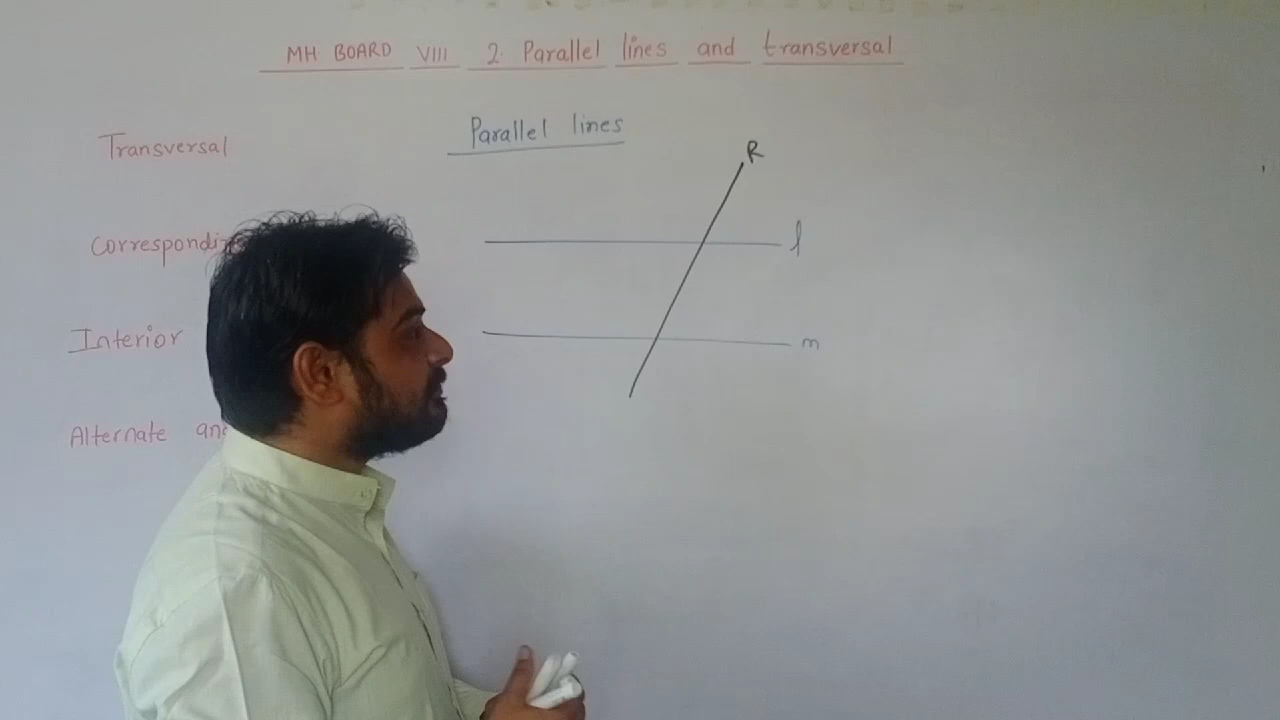 MH BOARD VIII 2. Parallel lines and transversal
Transversal
Parallel lines
R
l
m
Interior
Alternate